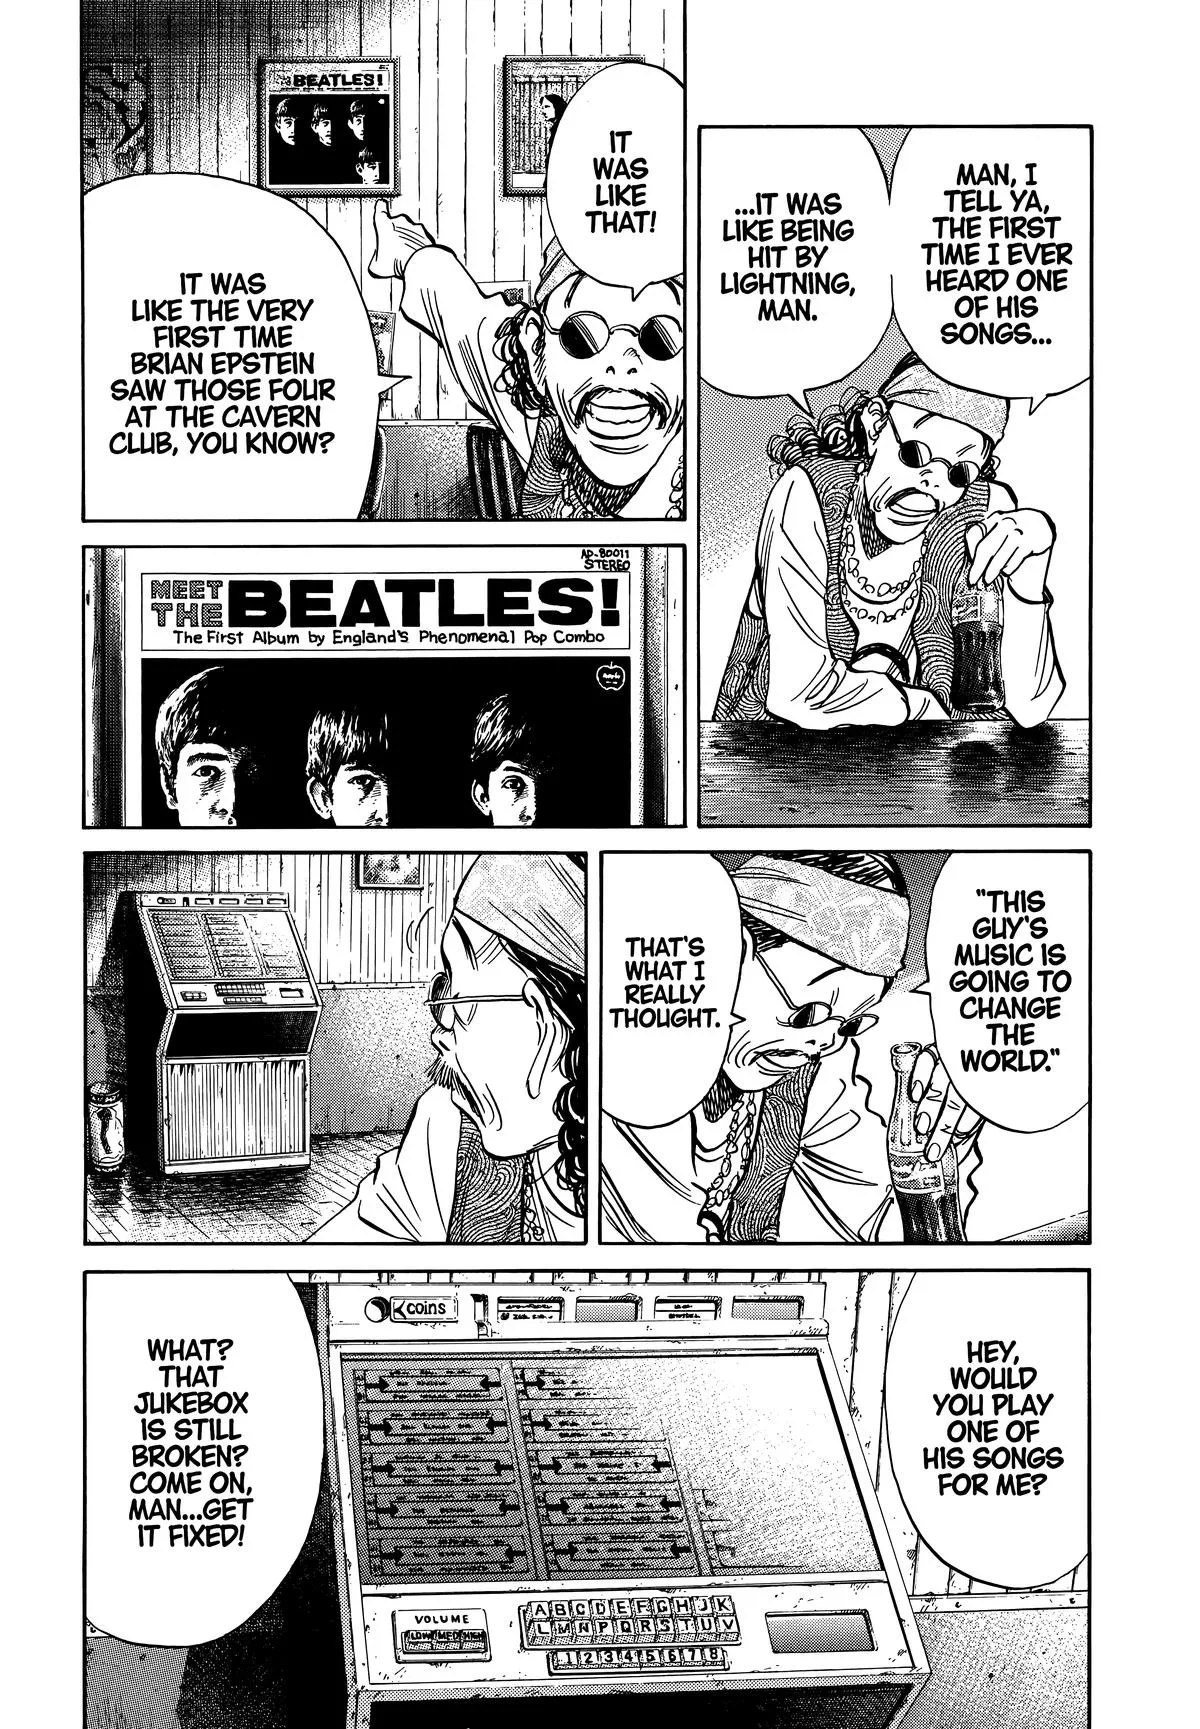 MAN, I
TELL YA,
THE FIRST
TIME I EVER
HEARD ONE
OF HIS
SONGS...
...IT WAS
LIKE BEING
HIT BY
LIGHTNING,
MAN.
IT
WAS
LIKE
THAT!
BEATLES!
IT WAS
LIKE THE VERY
FIRST TIME
BRIAN EPSTEIN
SAW THOSE FOUR
AT THE CAVERN
CLUB, YOU KNOW?
AP-80011
STEREO
MEET
THE BEATLES!
The First Album by England's Phenomenal Pop Combo
Apple
"THIS
GUY'S
MUSIC IS
GOING TO
CHANGE
THE
WORLD."
THAT'S
WHAT I
REALLY
THOUGHT.
HEY,
WOULD
YOU PLAY
ONE OF
HIS SONGS
FOR ME?
coins
WHAT?
THAT
JUKEBOX
IS STILL
BROKEN?
COME ON,
MAN...GET
IT FIXED!
VOLUME
LOW MED HIGH
A B C D E F G H J K
L M N P Q R S T U V
1 2 3 4 5 6 7 8